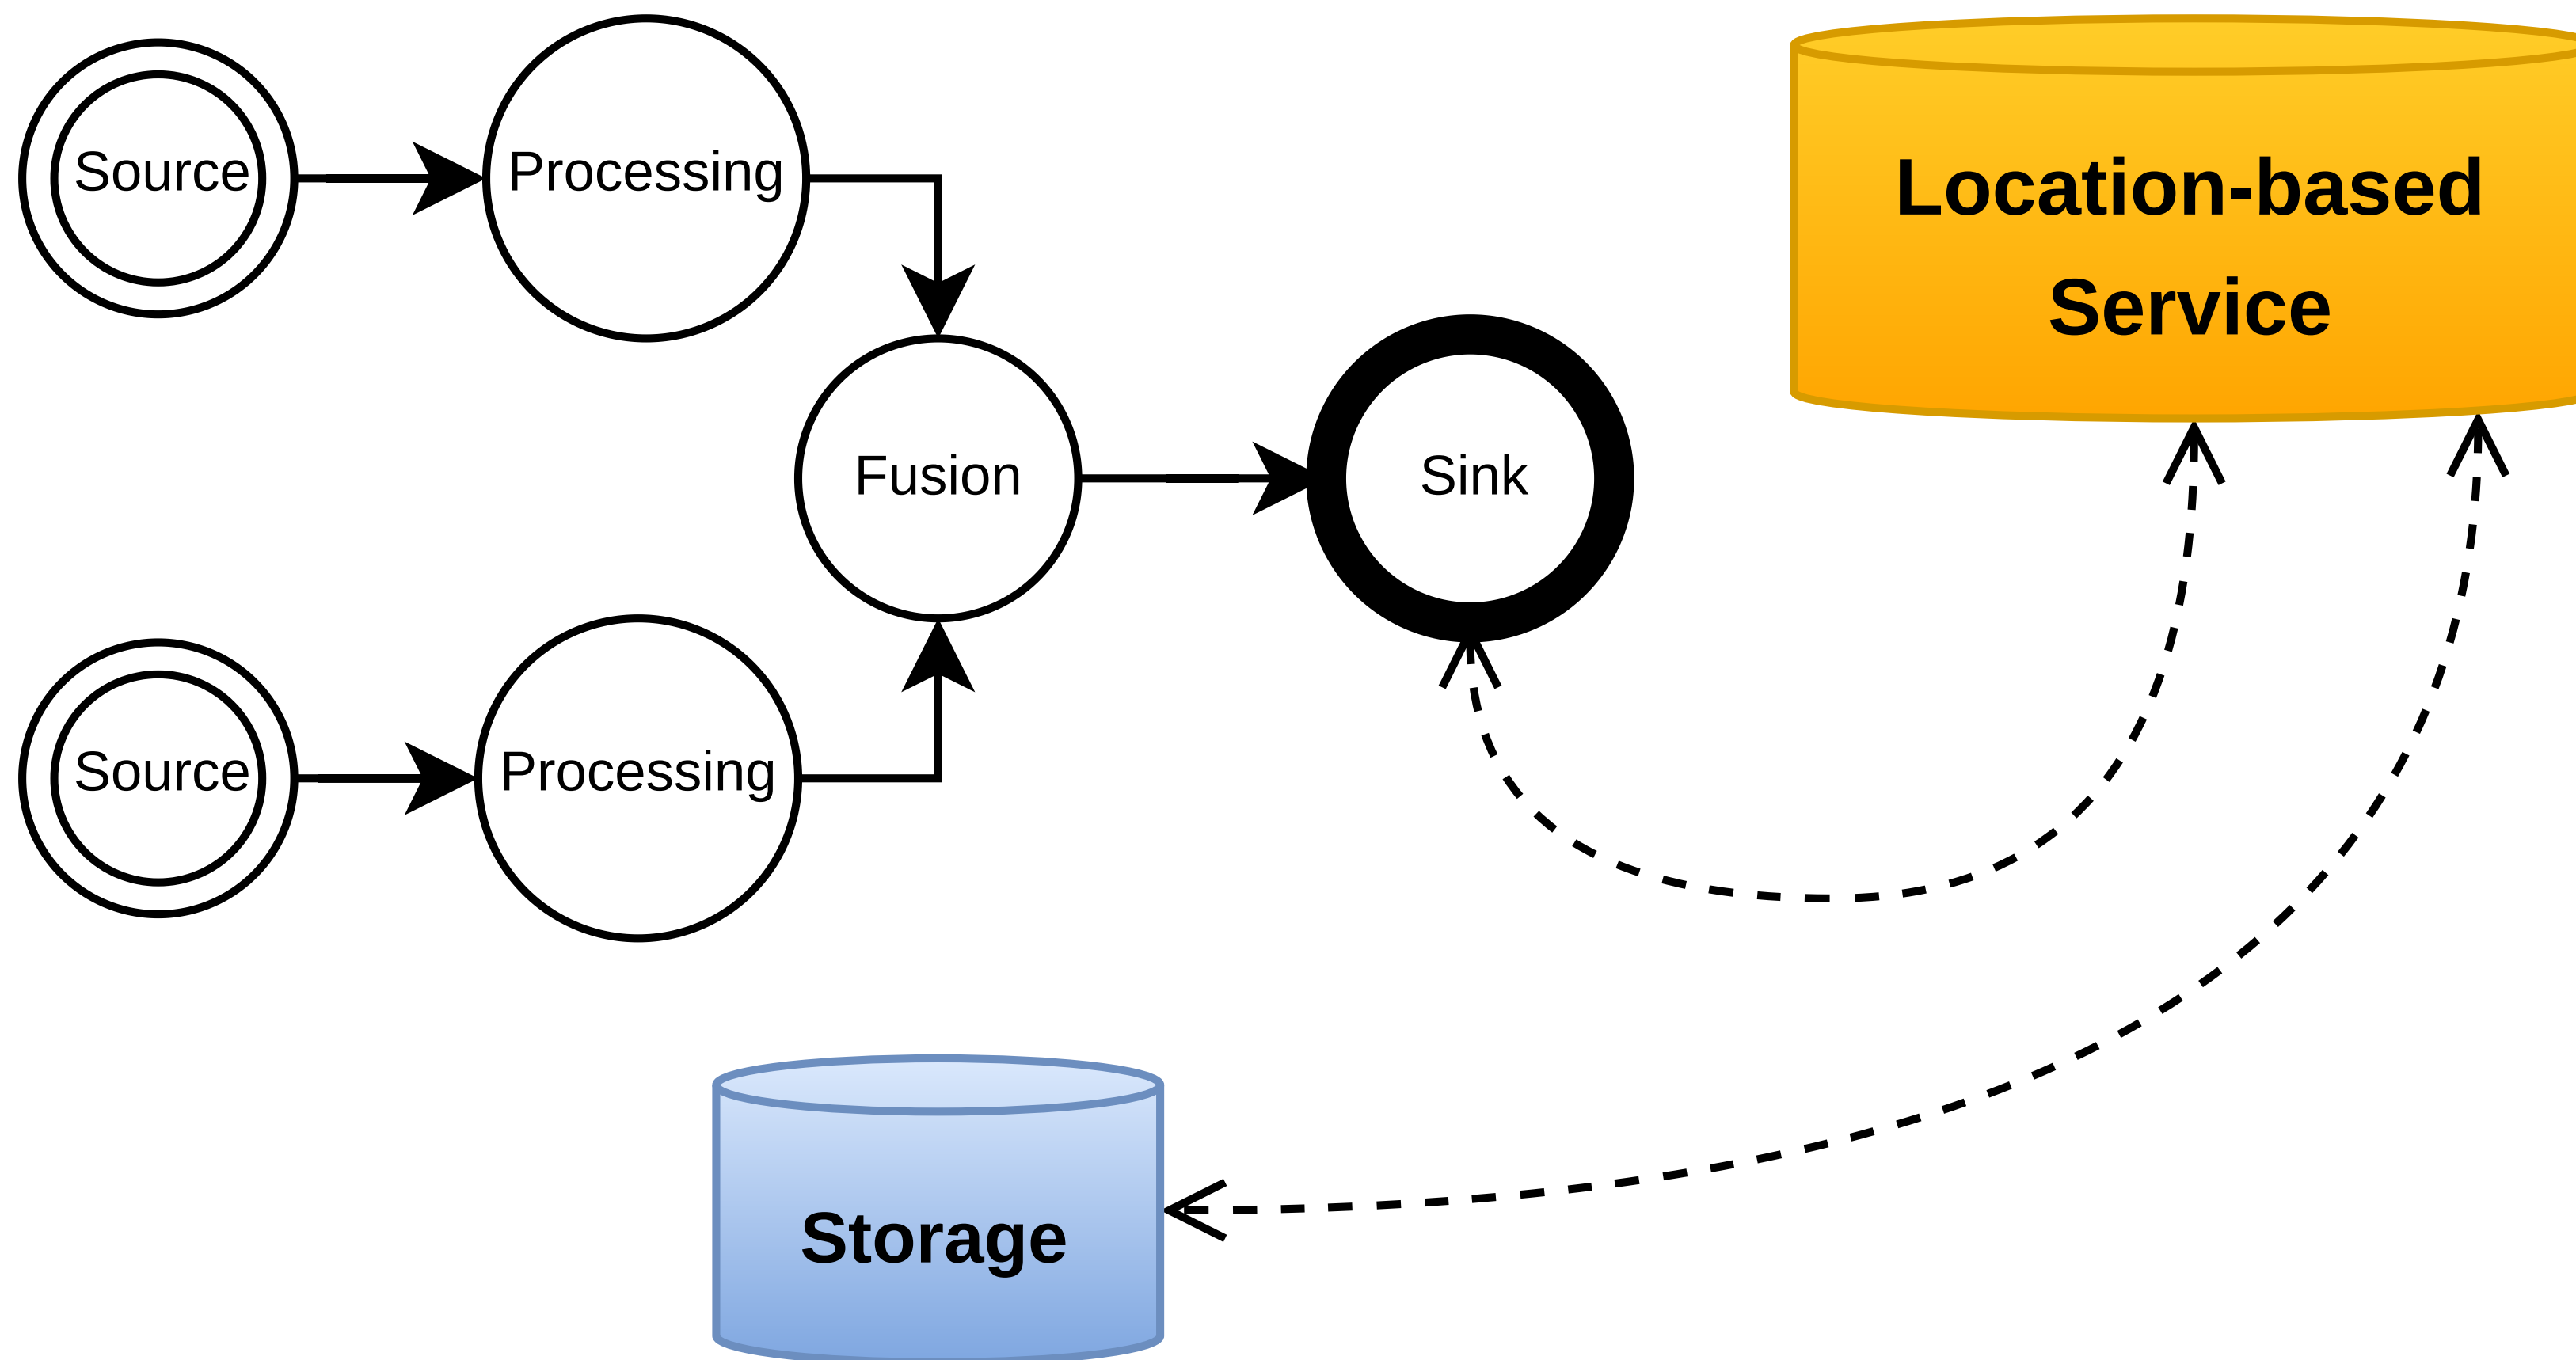 Source
Processing
Location-based
Service
Fusion
Sink
Source
Processing
Storage